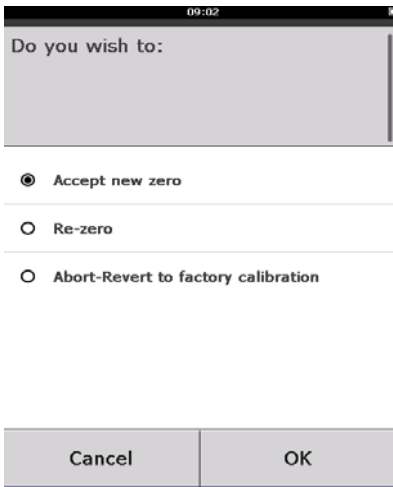 09:02
Do you wish to:
Accept new zero
Re-zero
Abort-Revert to factory calibration
Cancel
OK